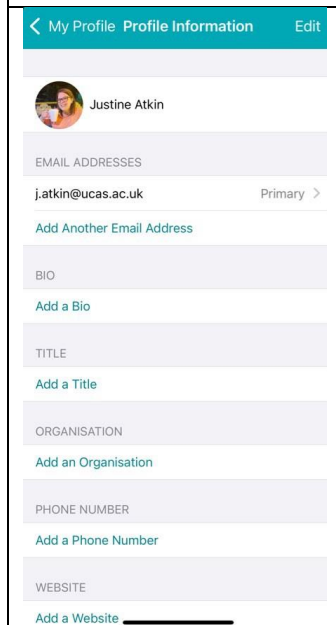 My Profile Profile Information Edit
Justine Atkin
EMAIL ADDRESSES
j.atkin@ucas.ac.uk Primary
Add Another Email Address
BIO
Add a Bio
TITLE
Add a Title
ORGANISATION
Add an Organisation
PHONE NUMBER
Add a Phone Number
WEBSITE
Add a Website